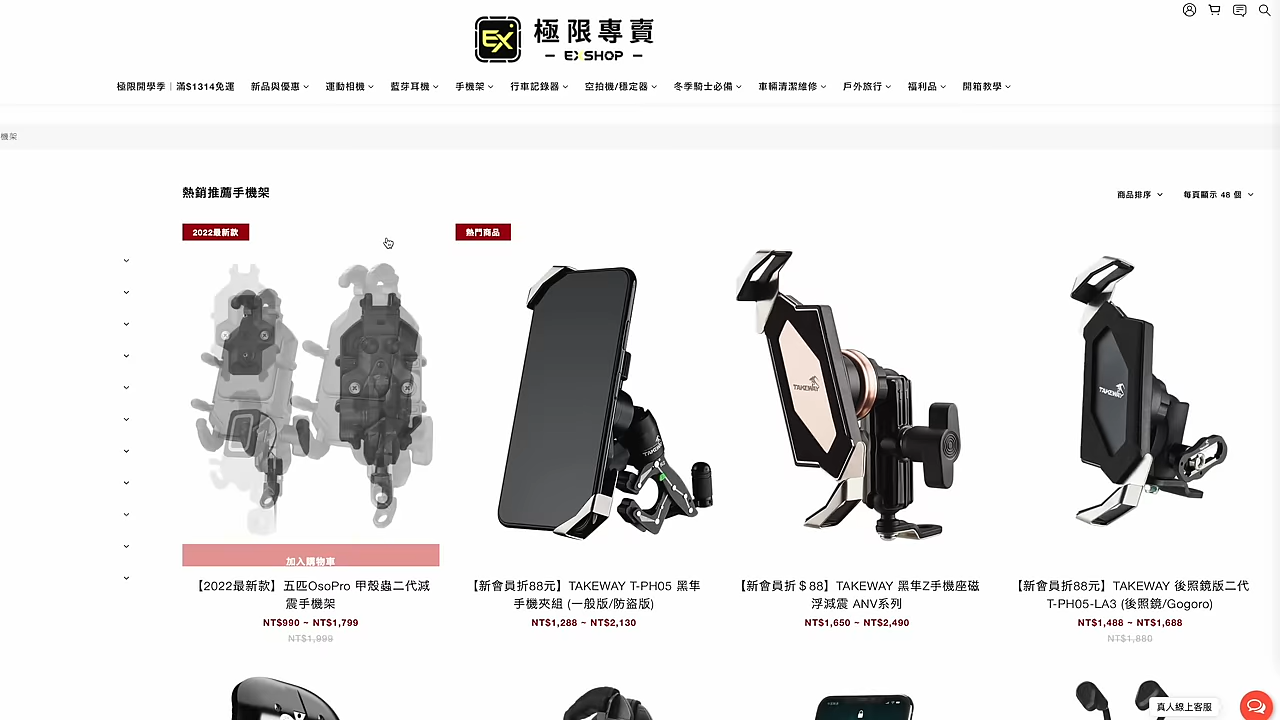 EX
極限專賣
EXSHOP
極限開學季｜滿$1314免運
新品與優惠
運動相機
藍芽耳機
手機架
行車記錄器
空拍機/穩定器
冬季騎士必備
車輛清潔維修
戶外旅行
福利品
開箱教學
機架
熱銷推薦手機架
商品排序
每頁顯示 48 個
2022最新款
熱門商品
TAKEWAY
TAKEWAY
TAKEWAY
加入購物車
【2022最新款】五匹OsoPro 甲殼蟲二代減
震手機架
NT$990 ~ NT$1,799
NT$1,999
【新會員折88元】TAKEWAY T-PH05 黑隼
手機夾組 (一般版/防盜版)
NT$1,288 ~ NT$2,130
【新會員折＄88】TAKEWAY 黑隼Z手機座磁
浮減震 ANV系列
NT$1,650 ~ NT$2,490
【新會員折88元】TAKEWAY 後照鏡版二代
T-PH05-LA3 (後照鏡/Gogoro)
NT$1,488 ~ NT$1,688
NT$1,880
真人線上客服